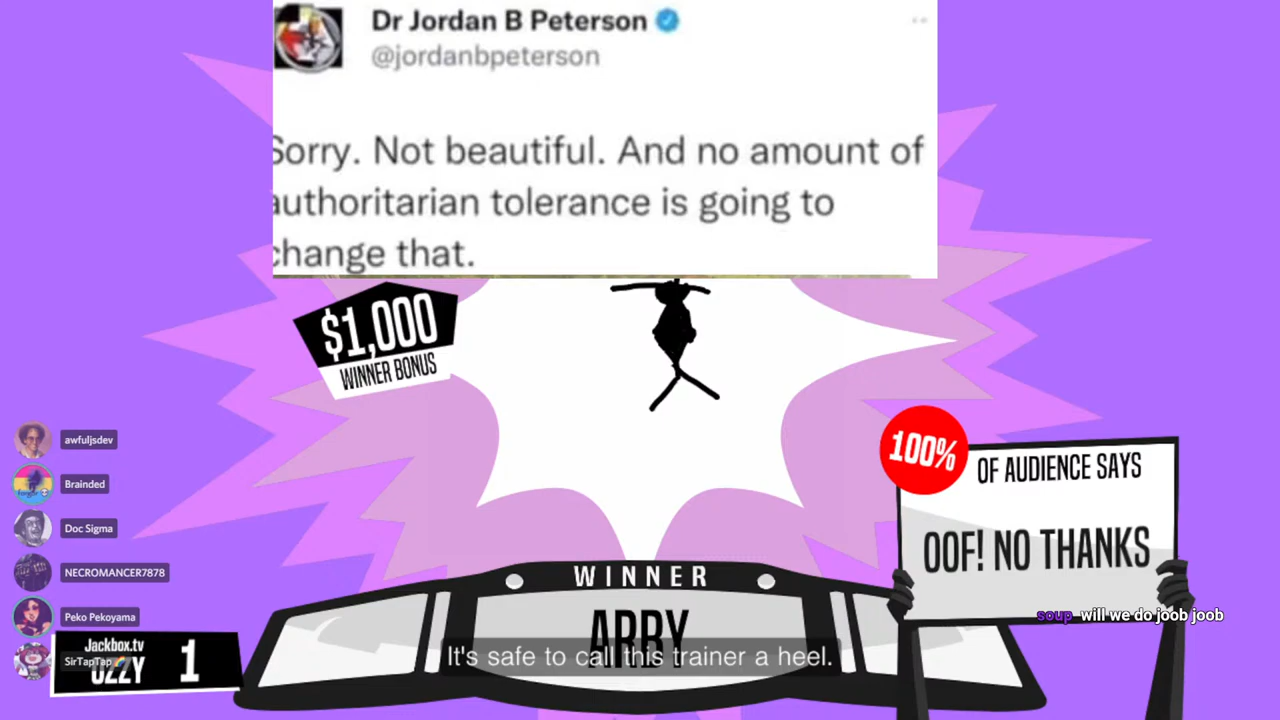 Dr Jordan B Peterson
@jordanbpeterson
Sorry. Not beautiful. And no amount of
authoritarian tolerance is going to
change that.
$1,000
WINNER BONUS
100%
OF AUDIENCE SAYS
OOF! NO THANKS
awfuljsdev
Brainded
Doc Sigma
NECROMANCER7878
Peko Pekoyama
SirTapTap
Jackbox.tv
1
WINNER
ARBY
It's safe to call this trainer a heel.
soup will we do joob joob